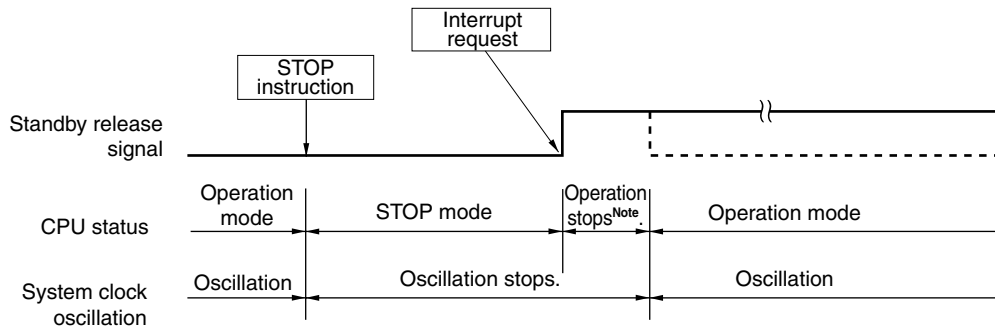 Interrupt
request
STOP
instruction
Standby release
signal
CPU status
Operation
mode
STOP mode
Operation
stopsNote.
Operation mode
System clock
oscillation
Oscillation
Oscillation stops.
Oscillation